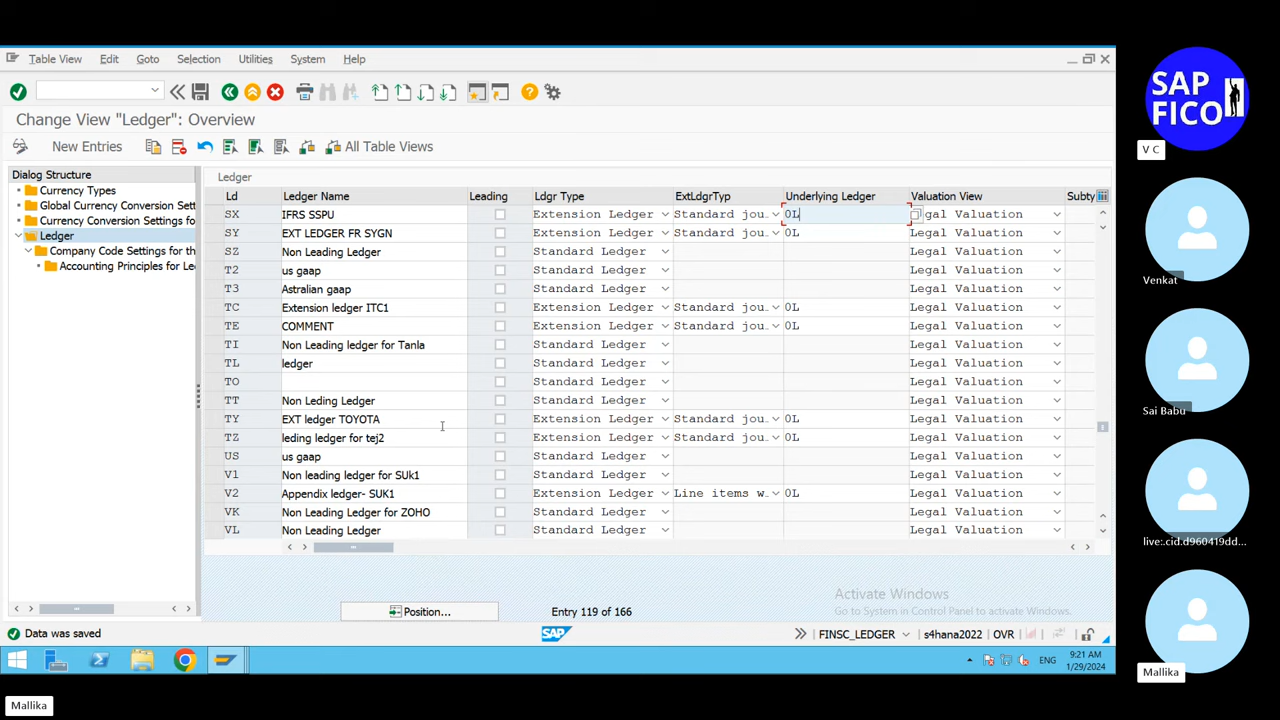 Table View Edit Goto Selection Utilities System Help
Change View "Ledger": Overview
New Entries All Table Views
Dialog Structure
Currency Types
Global Currency Conversion Sett
Currency Conversion Settings fo
Ledger
Company Code Settings for th
Accounting Principles for Le
Ledger
Ld Ledger Name Leading Ldgr Type ExtLdgrTyp Underlying Ledger Valuation View Subty
SX IFRS SSPU Extension Ledger Standard jou… 0L gal Valuation
SY EXT LEDGER FR SYGN Extension Ledger Standard jou… 0L Legal Valuation
SZ Non Leading Ledger Standard Ledger Legal Valuation
T2 us gaap Standard Ledger Legal Valuation
T3 Astralian gaap Standard Ledger Legal Valuation
TC Extension ledger ITC1 Extension Ledger Standard jou… 0L Legal Valuation
TE COMMENT Extension Ledger Standard jou… 0L Legal Valuation
TI Non Leading ledger for Tanla Standard Ledger Legal Valuation
TL ledger Standard Ledger Legal Valuation
TO Standard Ledger Legal Valuation
TT Non Leding Ledger Standard Ledger Legal Valuation
TY EXT ledger TOYOTA Extension Ledger Standard jou… 0L Legal Valuation
TZ leding ledger for tej2 Extension Ledger Standard jou… 0L Legal Valuation
US us gaap Standard Ledger Legal Valuation
V1 Non leading ledger for SUk1 Standard Ledger Legal Valuation
V2 Appendix ledger- SUK1 Extension Ledger Line items w… 0L Legal Valuation
VK Non Leading Ledger for ZOHO Standard Ledger Legal Valuation
VL Non Leading Ledger Standard Ledger Legal Valuation
Position... Entry 119 of 166
Activate Windows
Go to System in Control Panel to activate Windows.
Data was saved SAP FINSC_LEDGER s4hana2022 OVR
ENG 9:21 AM
1/29/2024
Mallika
SAP
FICO
V C
Venkat
Sai Babu
live:.cid.d960419dd...
Mallika